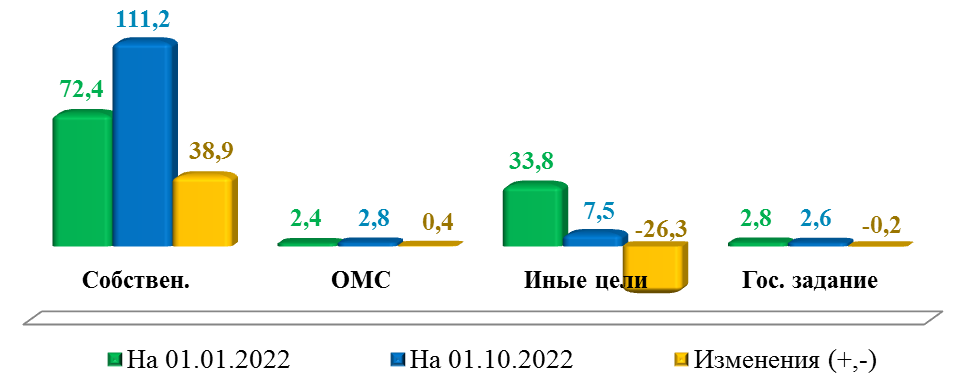 111,2
72,4
38,9
33,8
2,4 2,8 0,4
7,5
-26,3
2,8 2,6 -0,2
Собствен. ОМС Иные цели Гос. задание
На 01.01.2022 На 01.10.2022 Изменения (+,-)